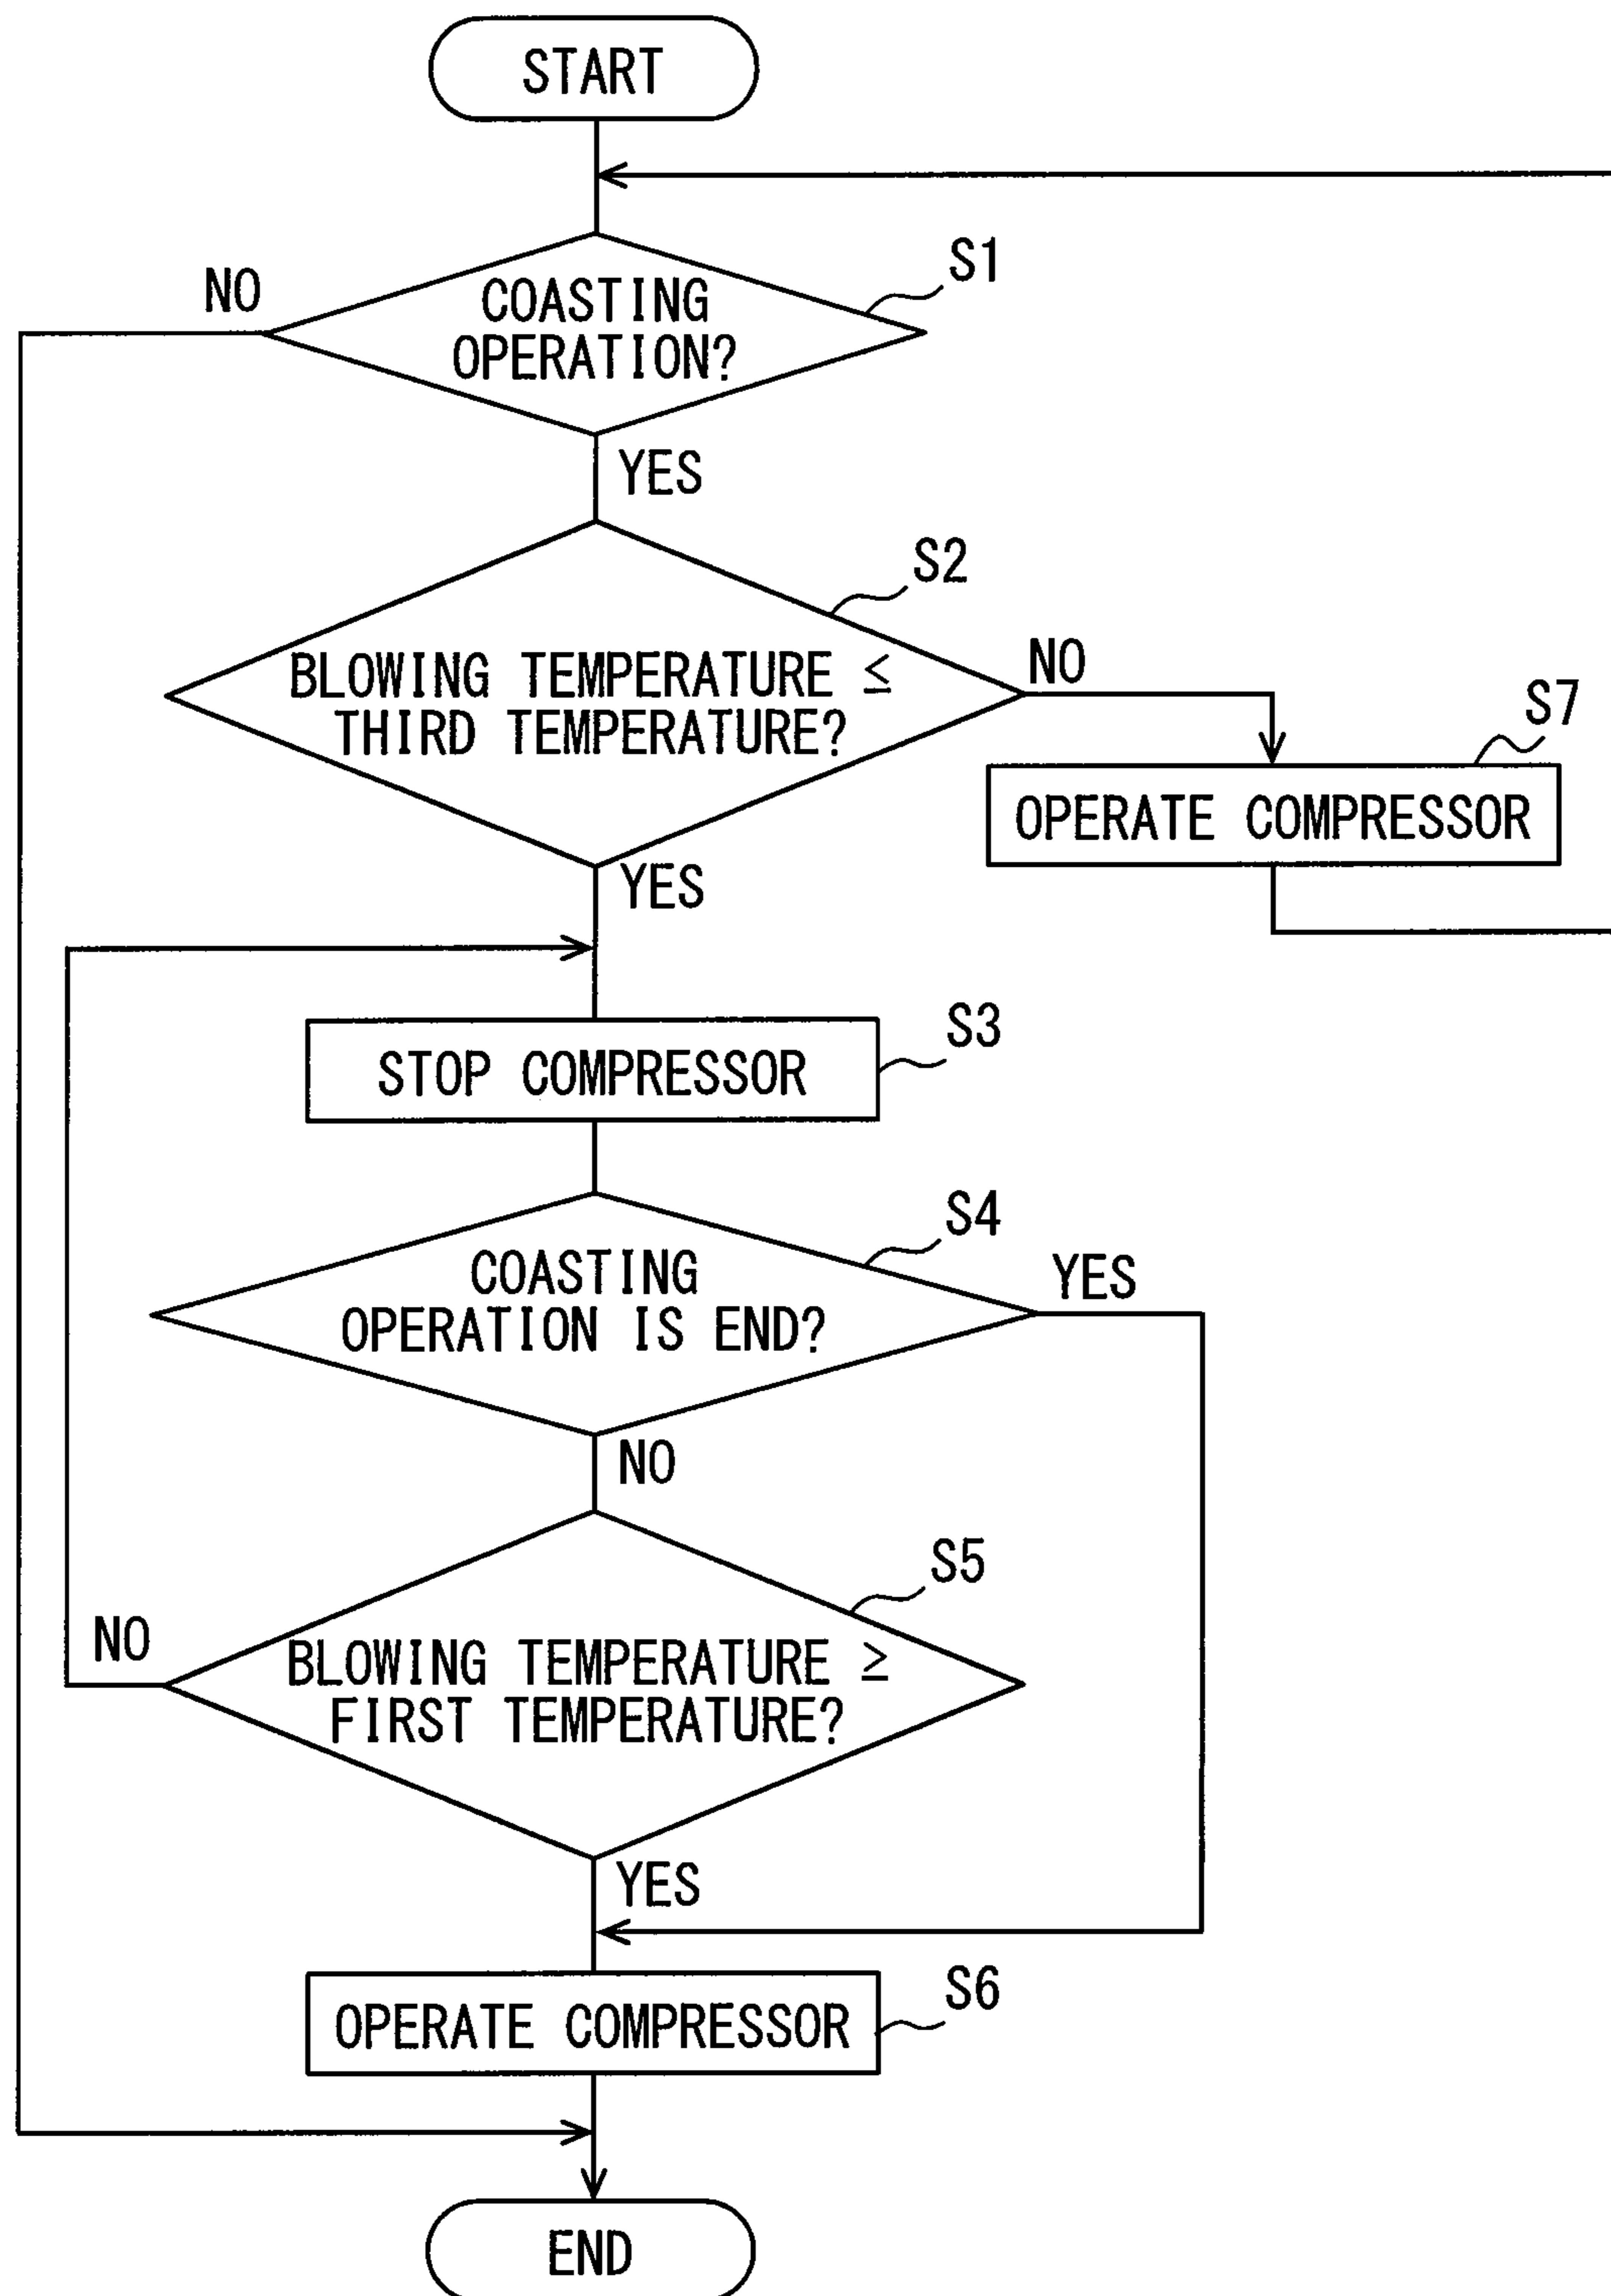 START
S1
NO
COASTING
OPERATION?
YES
S2
BLOWING TEMPERATURE ≤
THIRD TEMPERATURE?
NO
S7
OPERATE COMPRESSOR
YES
S3
STOP COMPRESSOR
S4
COASTING
OPERATION IS END?
YES
NO
S5
BLOWING TEMPERATURE ≥
FIRST TEMPERATURE?
NO
YES
S6
OPERATE COMPRESSOR
END